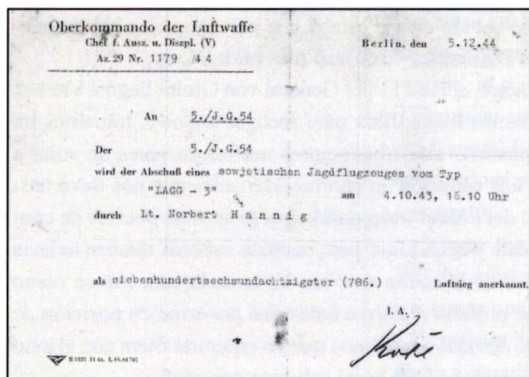 Oberkommando der Luftwaffe
Chef f. Ausz. u. Diszpl. (V)
Az. 29 Nr. 1179 44
Berlin, den 5.12.44
An 5./J.G.54
Der 5./J.G.54
wird der Abschuß eines sowjetischen Jagdflugzeuges vom Typ
"LAGG - 3" am 4.10.43, 16.10 Uhr
durch Lt. Norbert Hannig
als siebenhundertsechsundachtzigster (786.) Luftsieg anerkannt.
I. A.